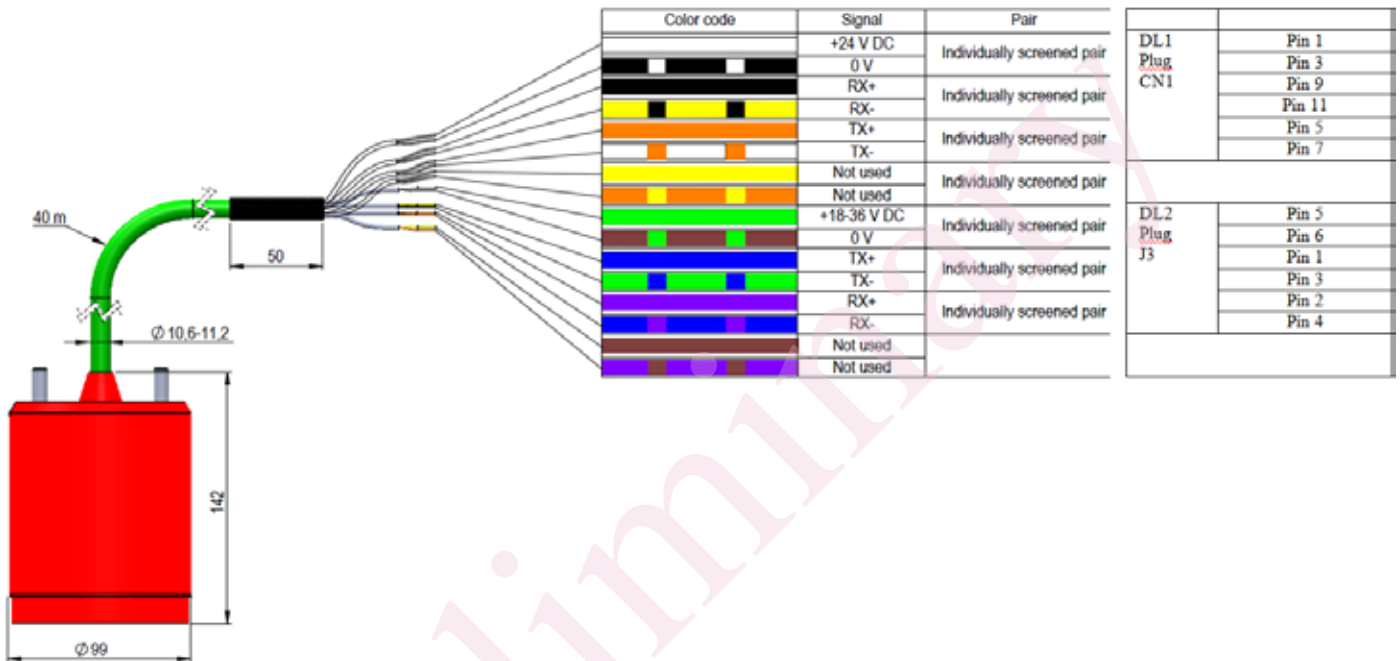 Color code Signal Pair
+24 V DC Individually screened pair
0 V
RX+ Individually screened pair
RX-
TX+ Individually screened pair
TX-
Not used Individually screened pair
Not used
+18-36 V DC Individually screened pair
0 V
TX+ Individually screened pair
TX-
RX+ Individually screened pair
RX-
Not used
Not used
DL1 Pin 1
Plug Pin 3
CN1 Pin 9
Pin 11
Pin 5
Pin 7
DL2 Pin 5
Plug Pin 6
J3 Pin 1
Pin 3
Pin 2
Pin 4
40 m
50
Ø 10,6-11,2
142
Ø 99
liminary